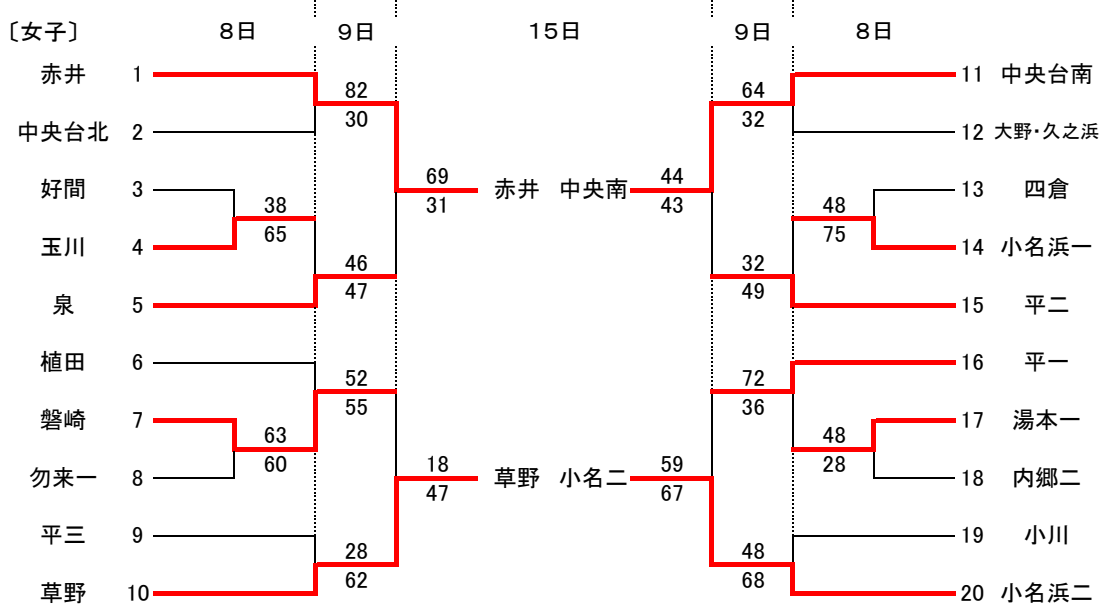 〔女子〕 8日 9日 15日 9日 8日
赤井 1 11 中央台南
82 64
30 32
中央台北 2 12 大野・久之浜
69 44
好間 3 赤井 中央南 13 四倉
31 43
38 48
65 75
玉川 4 14 小名浜一
46 32
47 49
泉 5 15 平二
植田 6 16 平一
52 72
55 36
磐崎 7 17 湯本一
63 48
60 28
18 59
勿来一 8 草野 小名二 18 内郷二
47 67
平三 9 19 小川
28 48
62 68
草野 10 20 小名浜二